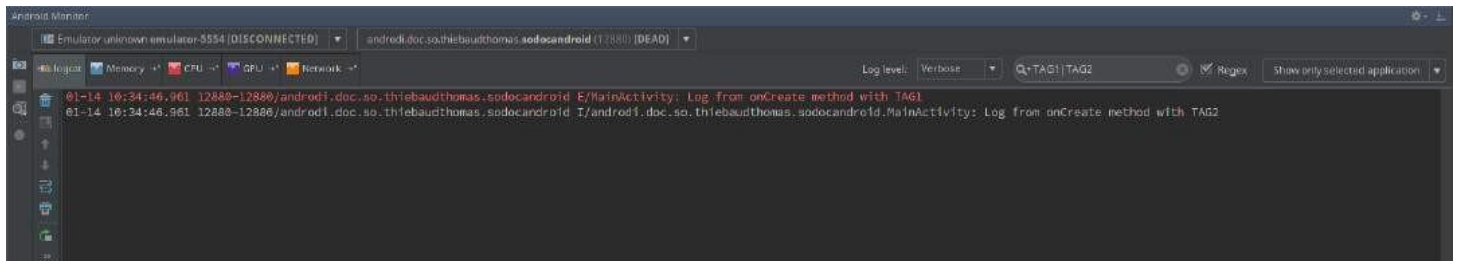 Android Monitor
Emulator unknown emulator-5554 [DISCONNECTED]
androdi.doc.so.thiebaudthomas.sodocandroid (12880) [DEAD]
logcat Memory CPU GPU Network Log level: Verbose TAG1|TAG2 Regex Show only selected application
01-14 10:34:46.961 12880-12880/androdi.doc.so.thiebaudthomas.sodocandroid E/MainActivity: Log from onCreate method with TAG1
01-14 10:34:46.961 12880-12880/androdi.doc.so.thiebaudthomas.sodocandroid I/androdi.doc.so.thiebaudthomas.sodocandroid.MainActivity: Log from onCreate method with TAG2